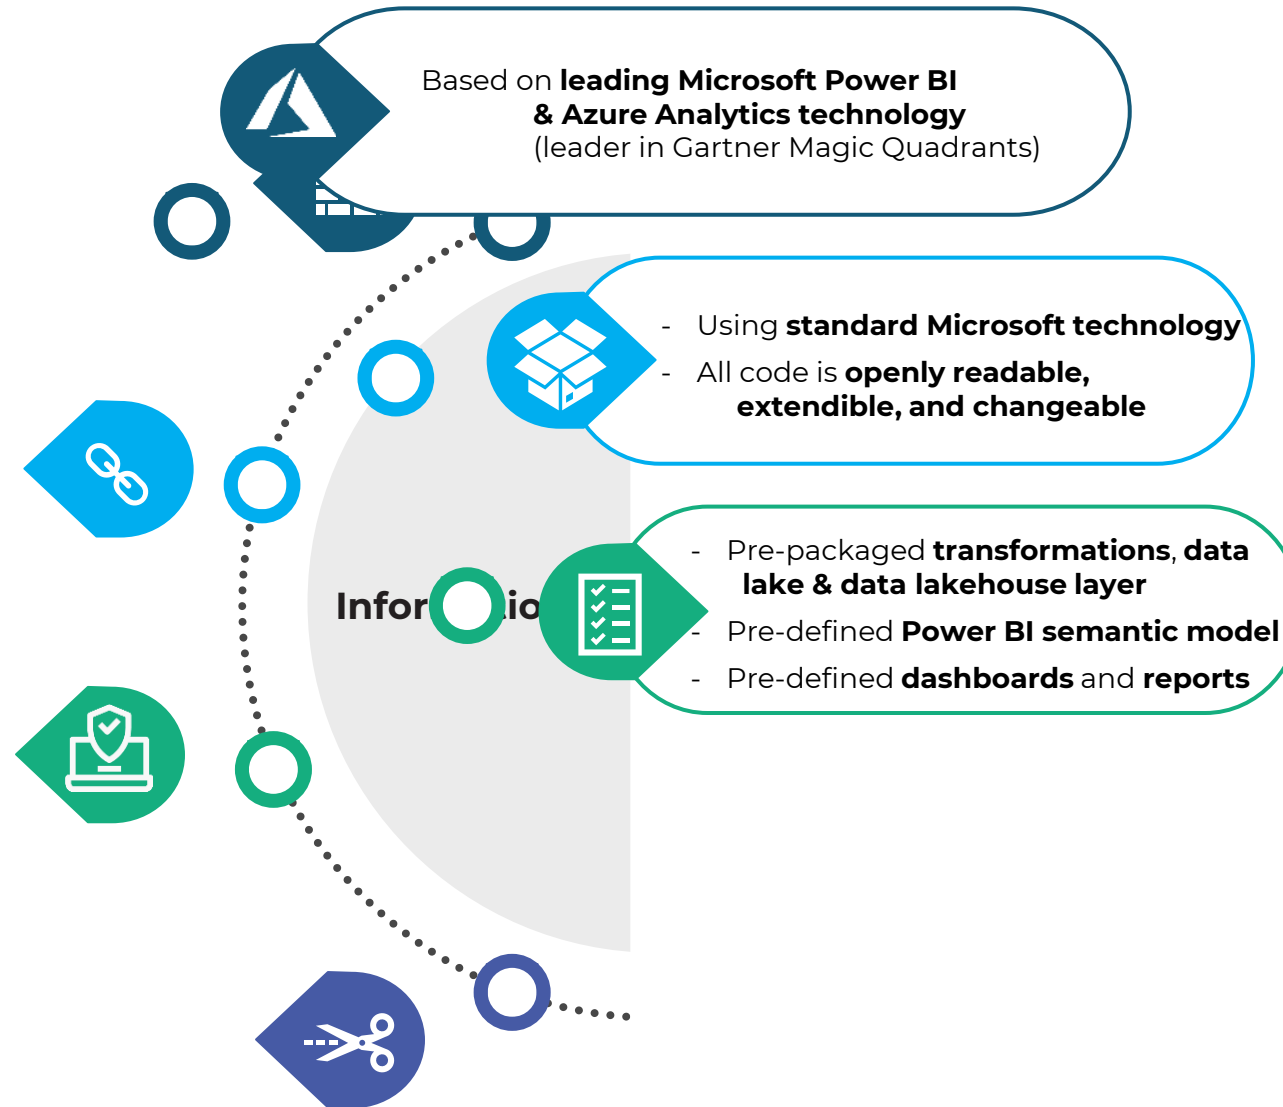 Based on leading Microsoft Power BI
& Azure Analytics technology
(leader in Gartner Magic Quadrants)
- Using standard Microsoft technology
- All code is openly readable,
extendible, and changeable
- Pre-packaged transformations, data
lake & data lakehouse layer
- Pre-defined Power BI semantic model
- Pre-defined dashboards and reports